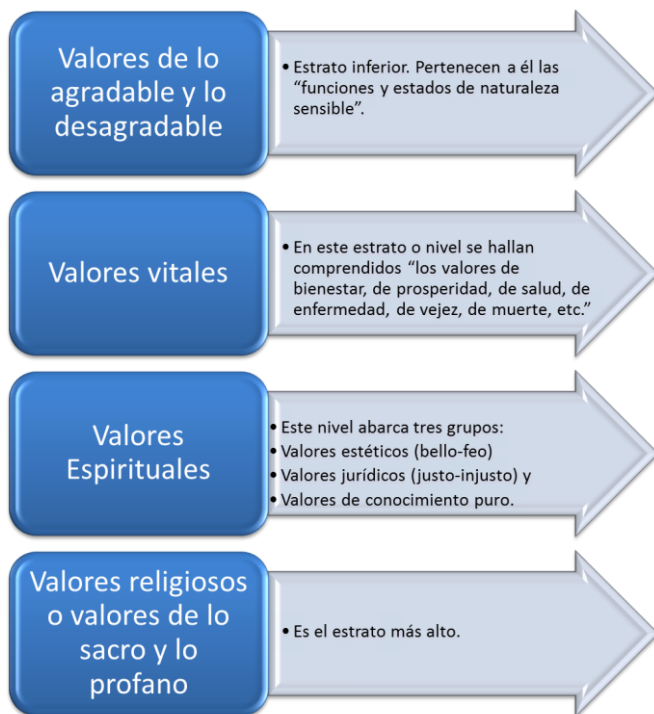 Valores de lo
agradable y lo
desagradable
• Estrato inferior. Pertenecen a él las
“funciones y estados de naturaleza
sensible”.
Valores vitales
• En este estrato o nivel se hallan
comprendidos “los valores de
bienestar, de prosperidad, de salud, de
enfermedad, de vejez, de muerte, etc.”
Valores
Espirituales
• Este nivel abarca tres grupos:
• Valores estéticos (bello-feo)
• Valores jurídicos (justo-injusto) y
• Valores de conocimiento puro.
Valores religiosos
o valores de lo
sacro y lo
profano
• Es el estrato más alto.